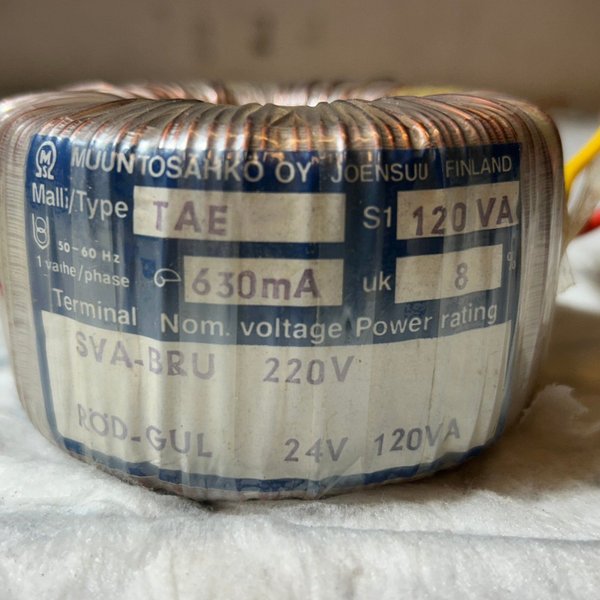 MUUNTOSÄHKÖ OY JOENSUU FINLAND
Malli/Type TAE S1 120 VA
50-60 Hz
1 vaihe/phase 630mA uk 8 %
Terminal Nom. voltage Power rating
SVA-BRU 220V
RÖD-GUL 24V 120VA